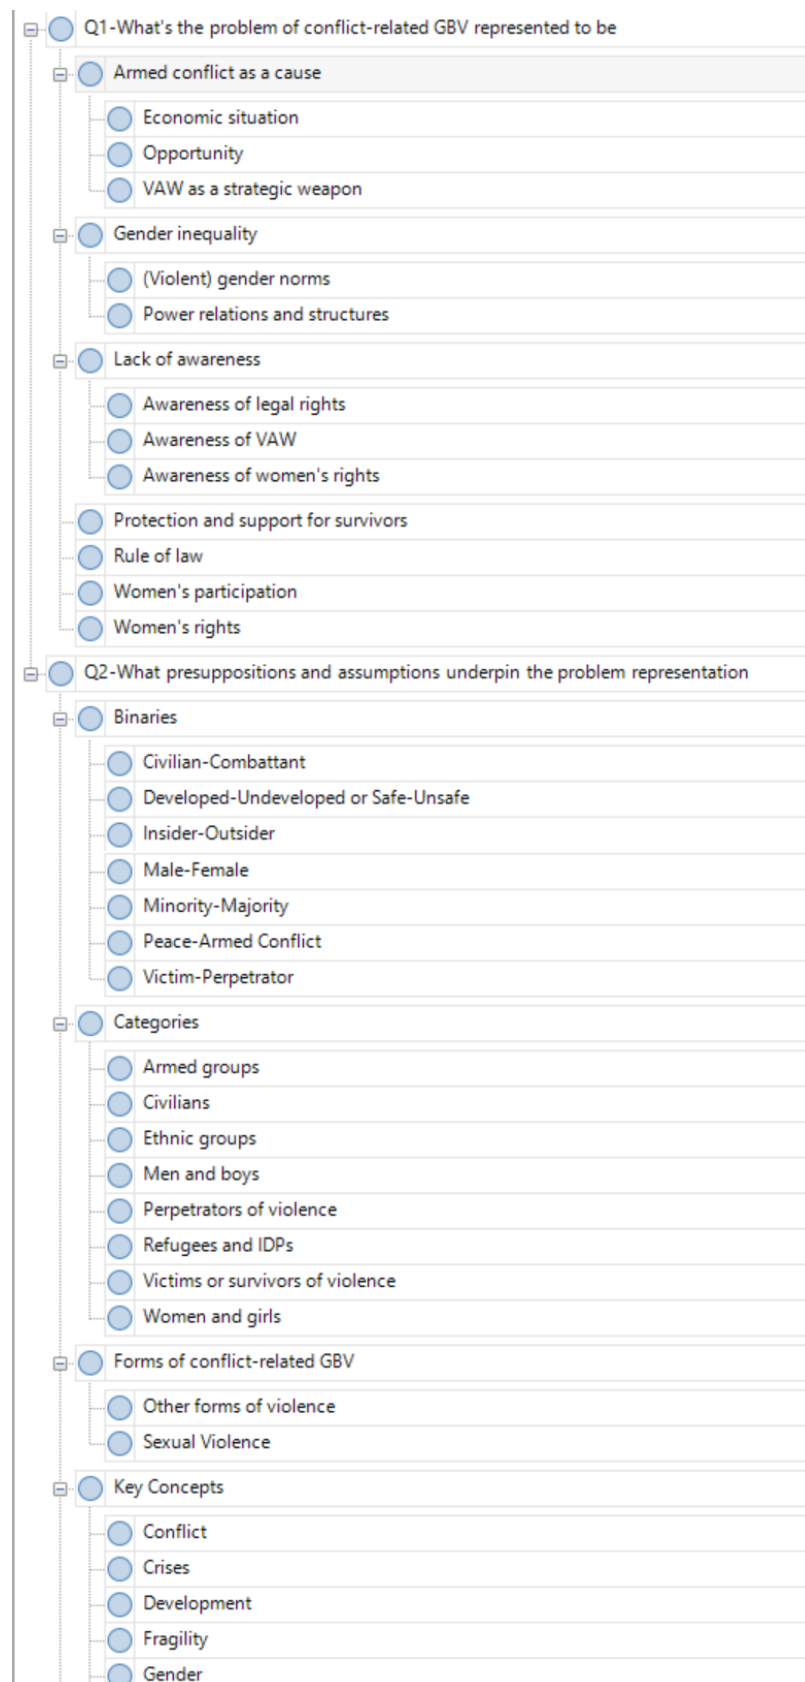 Q1-What's the problem of conflict-related GBV represented to be
Armed conflict as a cause
Economic situation
Opportunity
VAW as a strategic weapon
Gender inequality
(Violent) gender norms
Power relations and structures
Lack of awareness
Awareness of legal rights
Awareness of VAW
Awareness of women's rights
Protection and support for survivors
Rule of law
Women's participation
Women's rights
Q2-What presuppositions and assumptions underpin the problem representation
Binaries
Civilian-Combattant
Developed-Undeveloped or Safe-Unsafe
Insider-Outsider
Male-Female
Minority-Majority
Peace-Armed Conflict
Victim-Perpetrator
Categories
Armed groups
Civilians
Ethnic groups
Men and boys
Perpetrators of violence
Refugees and IDPs
Victims or survivors of violence
Women and girls
Forms of conflict-related GBV
Other forms of violence
Sexual Violence
Key Concepts
Conflict
Crises
Development
Fragility
Gender